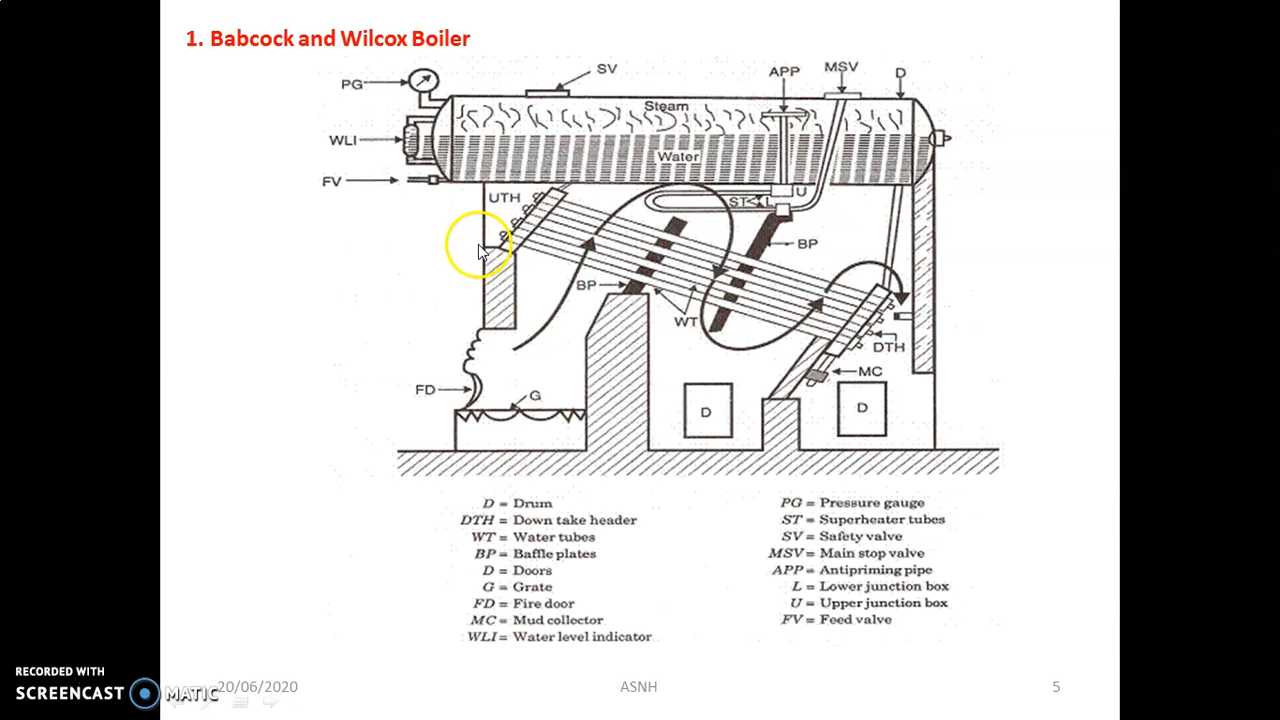 1. Babcock and Wilcox Boiler
PG
SV
APP
MSV
D
Steam
WLI
Water
FV
UTH
U
ST
L
BP
BP
WT
DTH
MC
FD
G
D
D
D = Drum
DTH = Down take header
WT = Water tubes
BP = Baffle plates
D = Doors
G = Grate
FD = Fire door
MC = Mud collector
WLI = Water level indicator
PG = Pressure gauge
ST = Superheater tubes
SV = Safety valve
MSV = Main stop valve
APP = Antipriming pipe
L = Lower junction box
U = Upper junction box
FV = Feed valve
RECORDED WITH
SCREENCAST MATIC
20/06/2020
ASNH
5